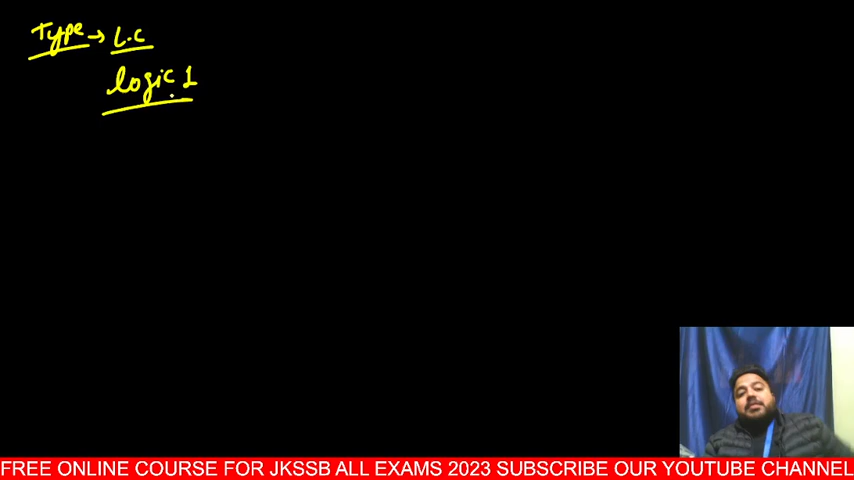 Type → L.C
logic 1
FREE ONLINE COURSE FOR JKSSB ALL EXAMS 2023 SUBSCRIBE OUR YOUTUBE CHANNEL